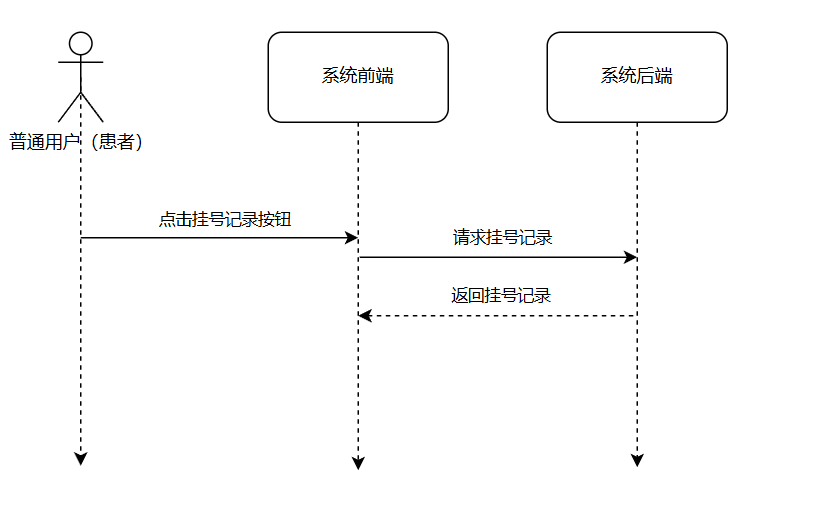 系统前端
系统后端
普通用户（患者）
点击挂号记录按钮
请求挂号记录
返回挂号记录